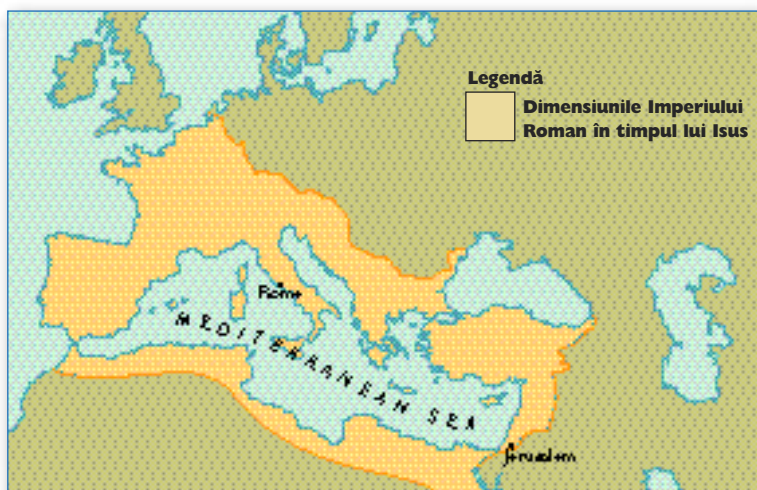 Legendă
Dimensiunile Imperiului
Roman în timpul lui Isus
Rome
MEDITERRANEAN SEA
Jerusalem